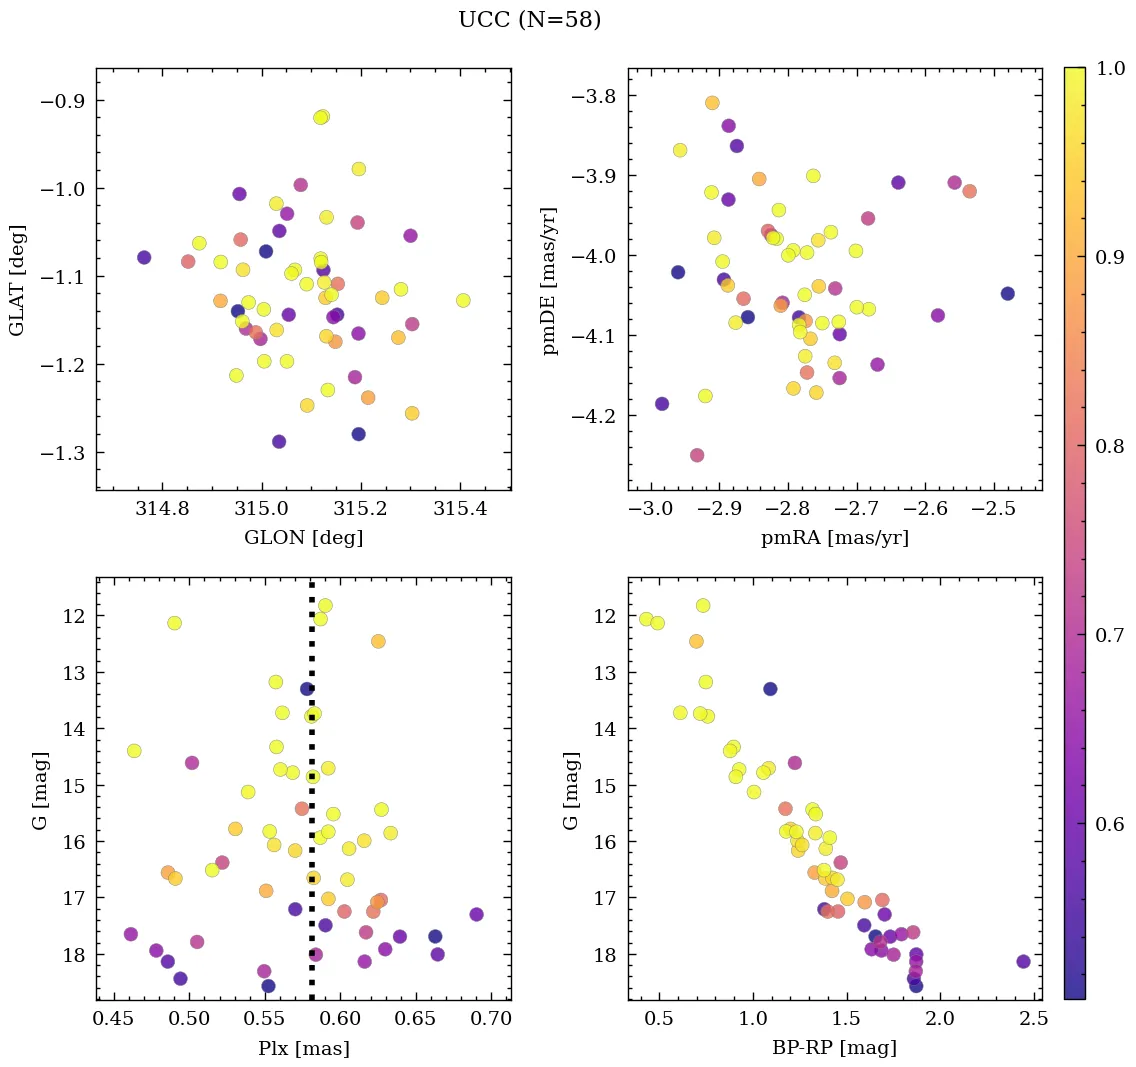 UCC (N=58)
−0.9
−1.0
−1.1
−1.2
−1.3
GLAT [deg]
314.8 315.0 315.2 315.4
GLON [deg]
−3.8
−3.9
−4.0
−4.1
−4.2
pmDE [mas/yr]
−3.0 −2.9 −2.8 −2.7 −2.6 −2.5
pmRA [mas/yr]
12
13
14
15
16
17
18
G [mag]
0.45 0.50 0.55 0.60 0.65 0.70
Plx [mas]
12
13
14
15
16
17
18
G [mag]
0.5 1.0 1.5 2.0 2.5
BP-RP [mag]
1.0
0.9
0.8
0.7
0.6